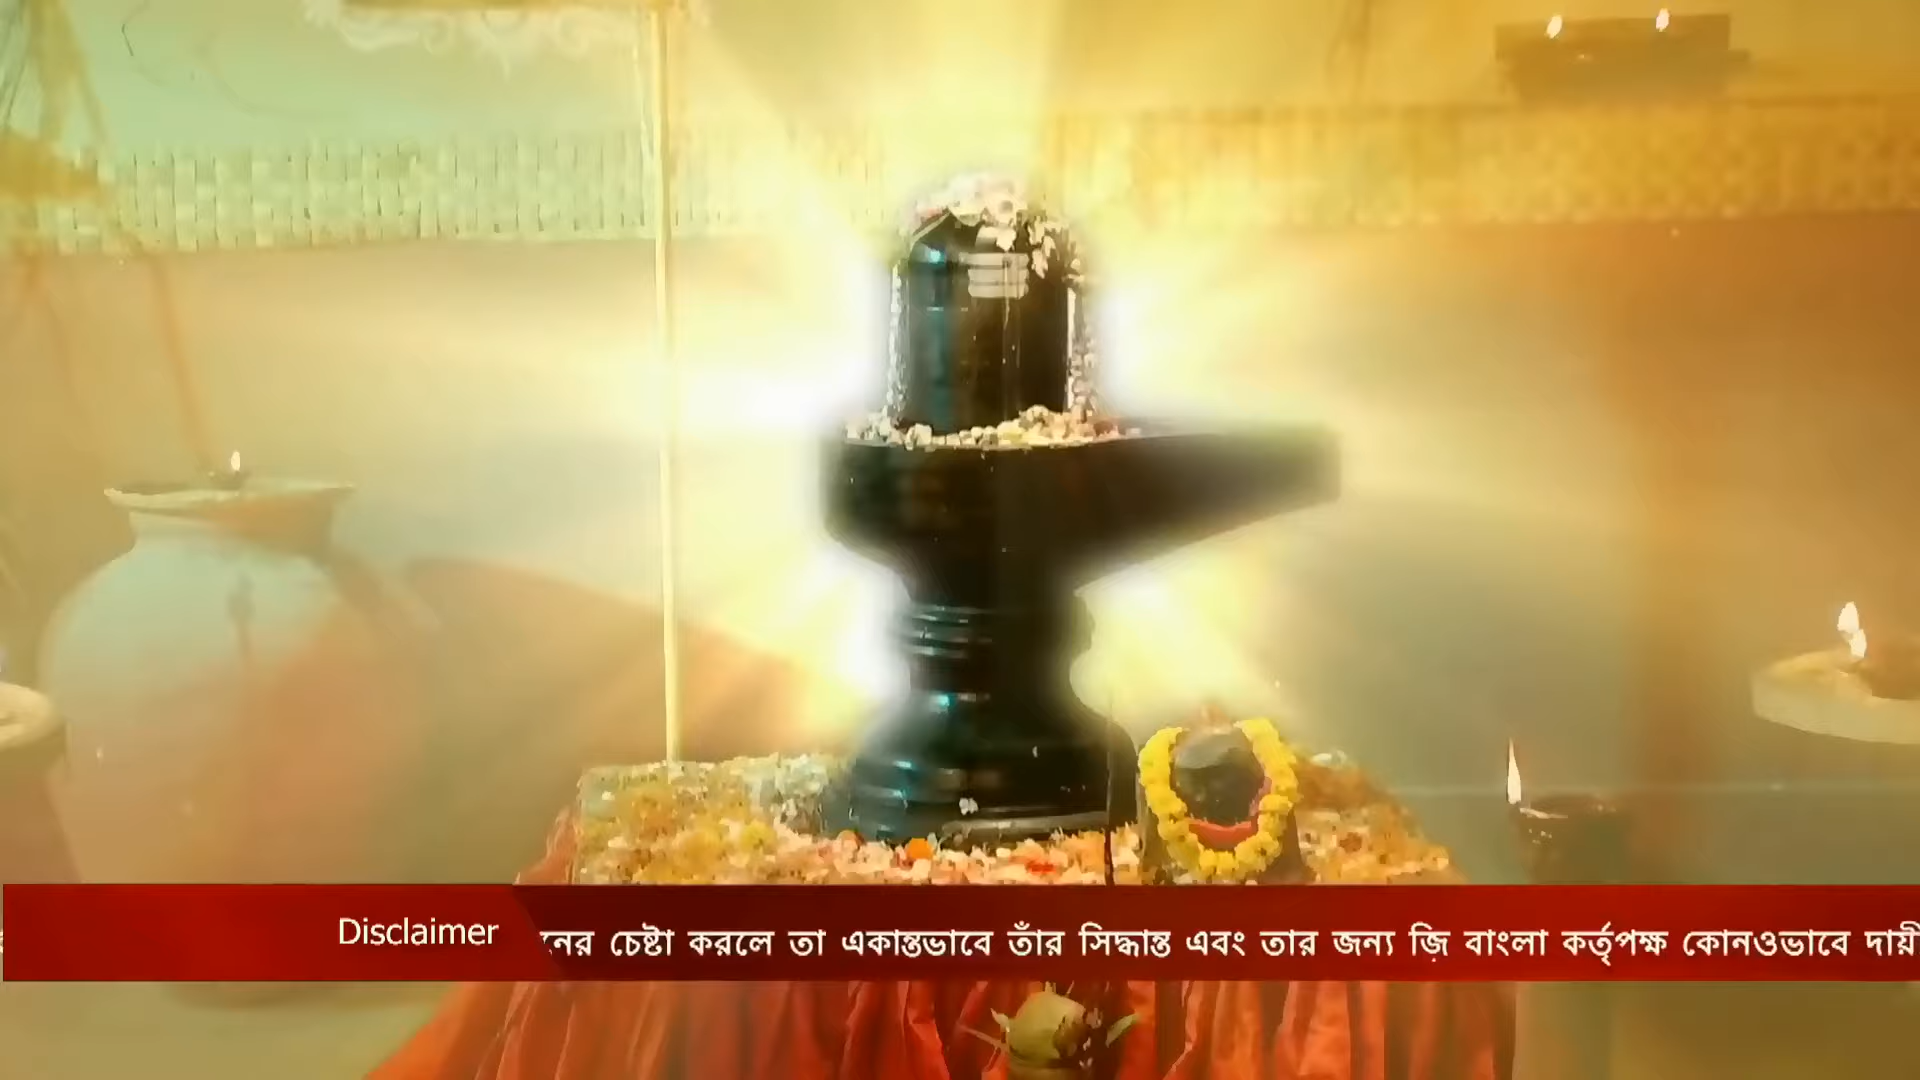 Disclaimer
চেষ্টা করলে তা একান্তভাবে তাঁর সিদ্ধান্ত এবং তার জন্য জ়ি বাংলা কর্তৃপক্ষ কোনওভাবে দায়ী